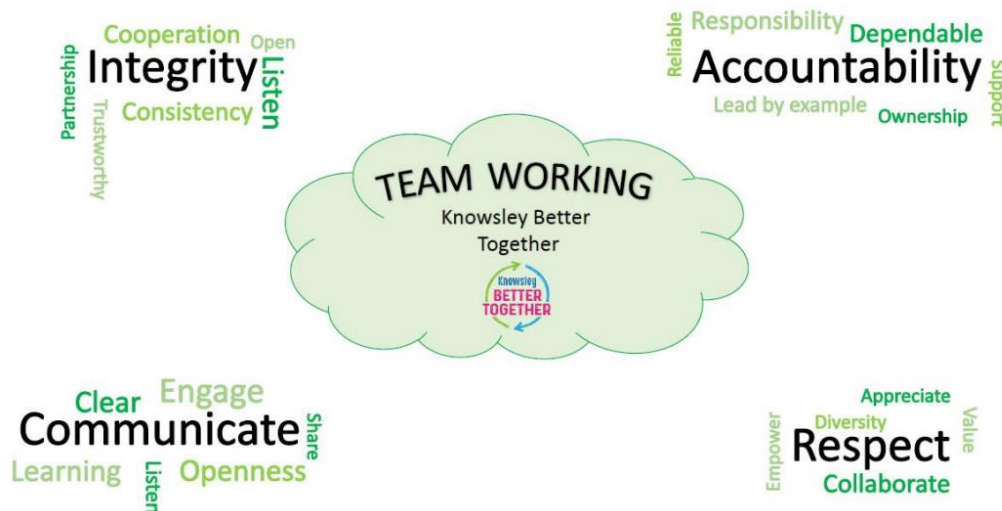 Cooperation
Open
Partnership
Integrity
Listen
Consistency
Trustworthy
Reliable
Responsibility
Dependable
Accountability
Support
Lead by example
Ownership
TEAM WORKING
Knowsley Better
Together
Knowsley
BETTER
TOGETHER
Clear
Engage
Communicate
Share
Learning
Listen
Openness
Appreciate
Empower
Diversity
Value
Respect
Collaborate